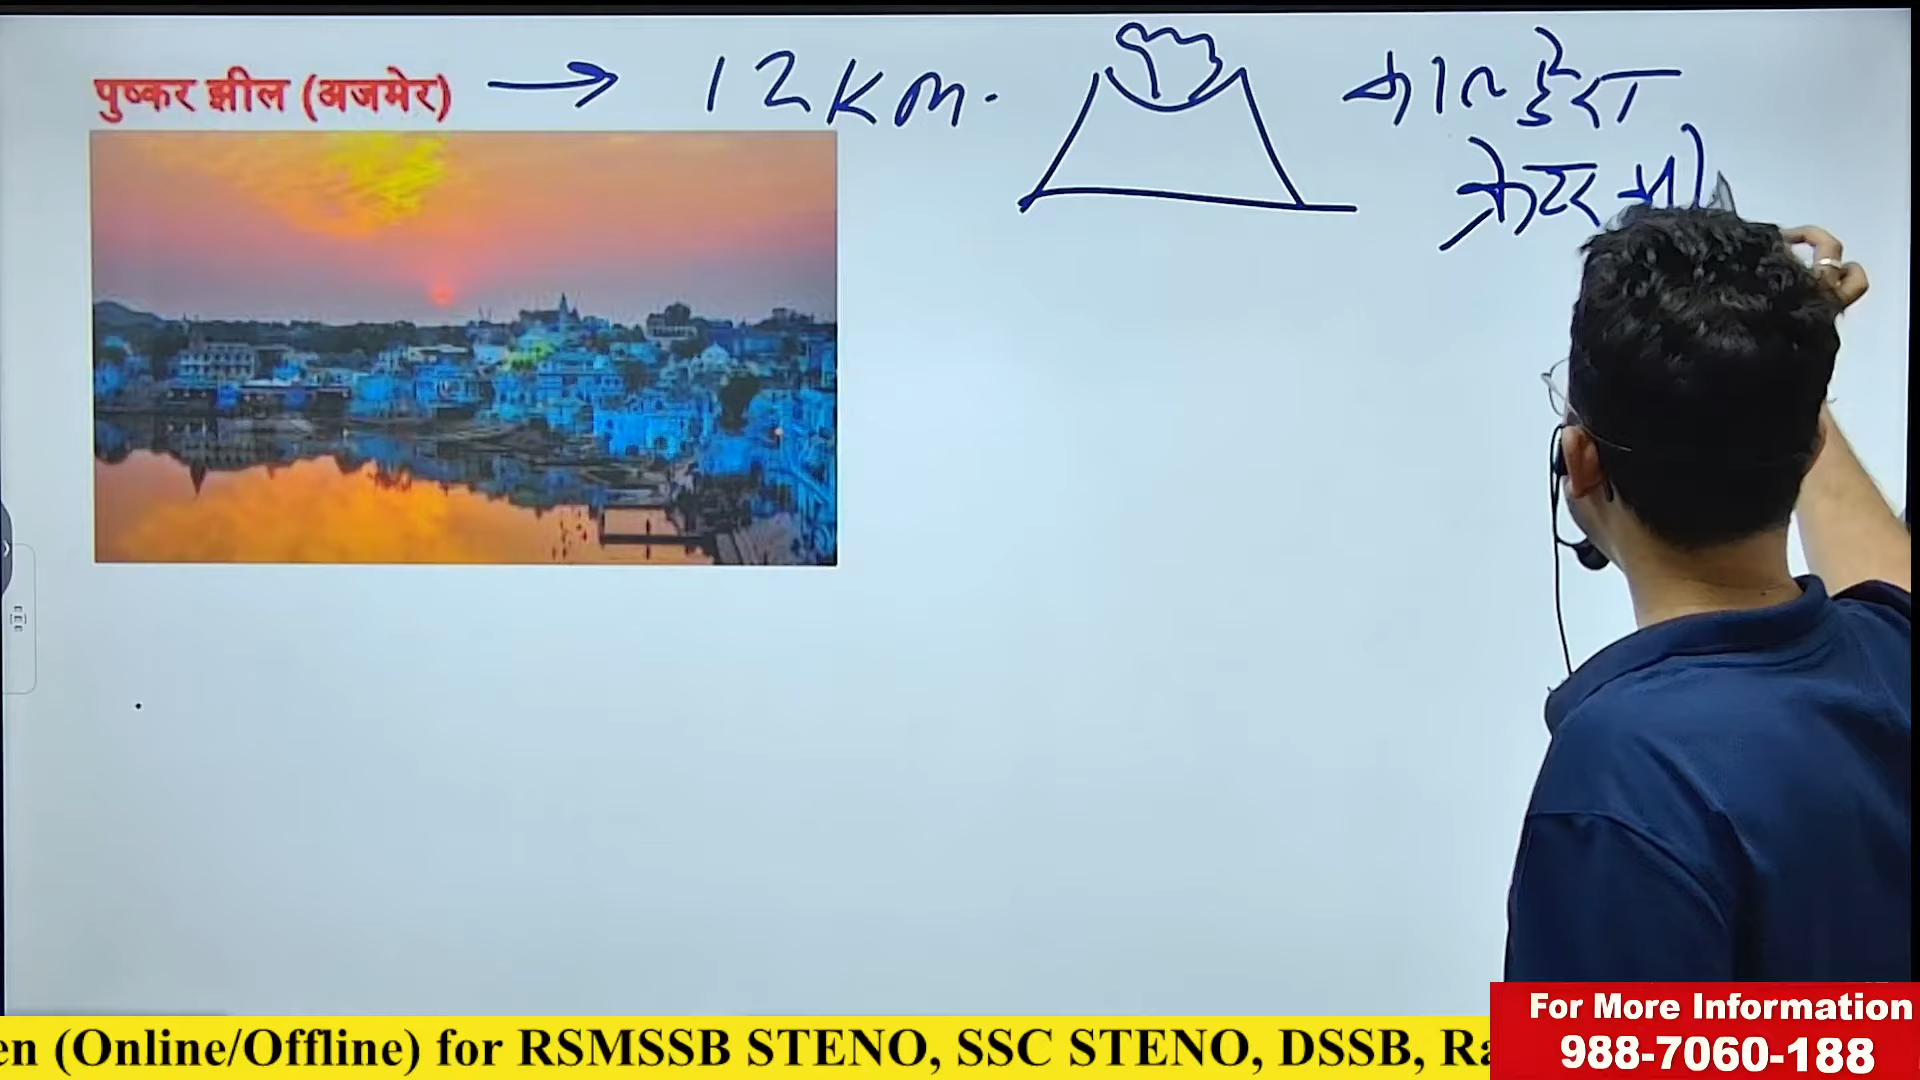 पुष्कर झील (अजमेर) → 12 Km.
काल्डेरा
क्रेटर झी
en (Online/Offline) for RSMSSB STENO, SSC STENO, DSSB, Ra
For More Information
988-7060-188